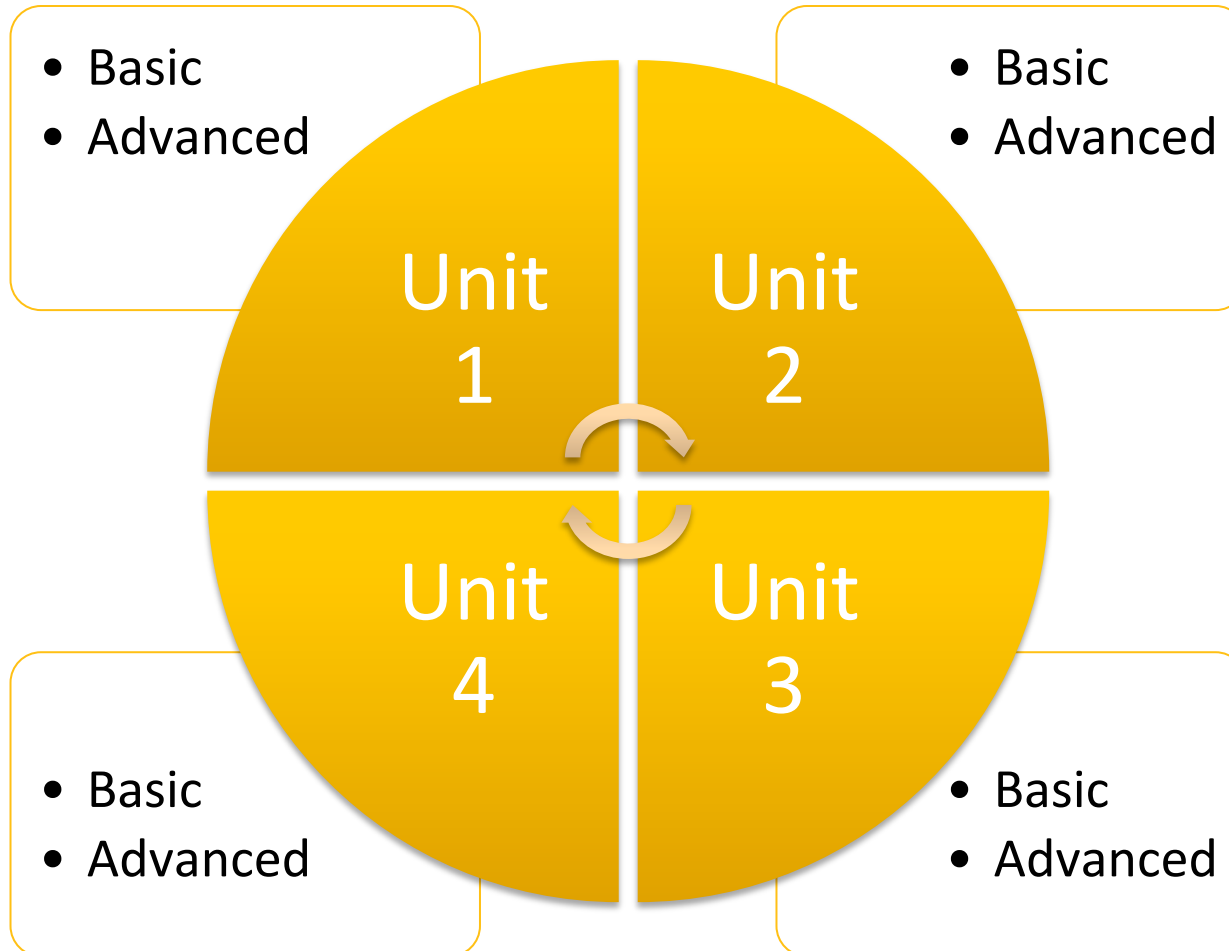 • Basic
• Advanced
Unit
1
• Basic
• Advanced
Unit
2
• Basic
• Advanced
Unit
3
• Basic
• Advanced
Unit
4